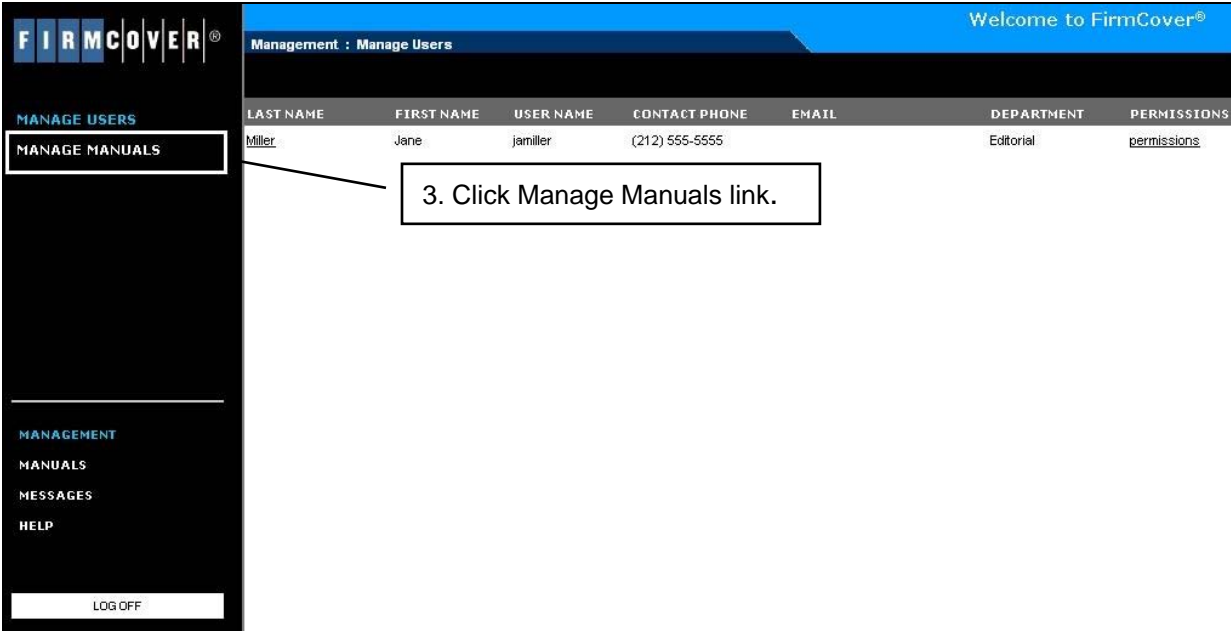 FIRMCOVER®
Welcome to FirmCover®
Management : Manage Users
MANAGE USERS
MANAGE MANUALS
LAST NAME FIRST NAME USER NAME CONTACT PHONE EMAIL DEPARTMENT PERMISSIONS
Miller Jane jamiller (212) 555-5555 Editorial permissions
3. Click Manage Manuals link.
MANAGEMENT
MANUALS
MESSAGES
HELP
LOG OFF